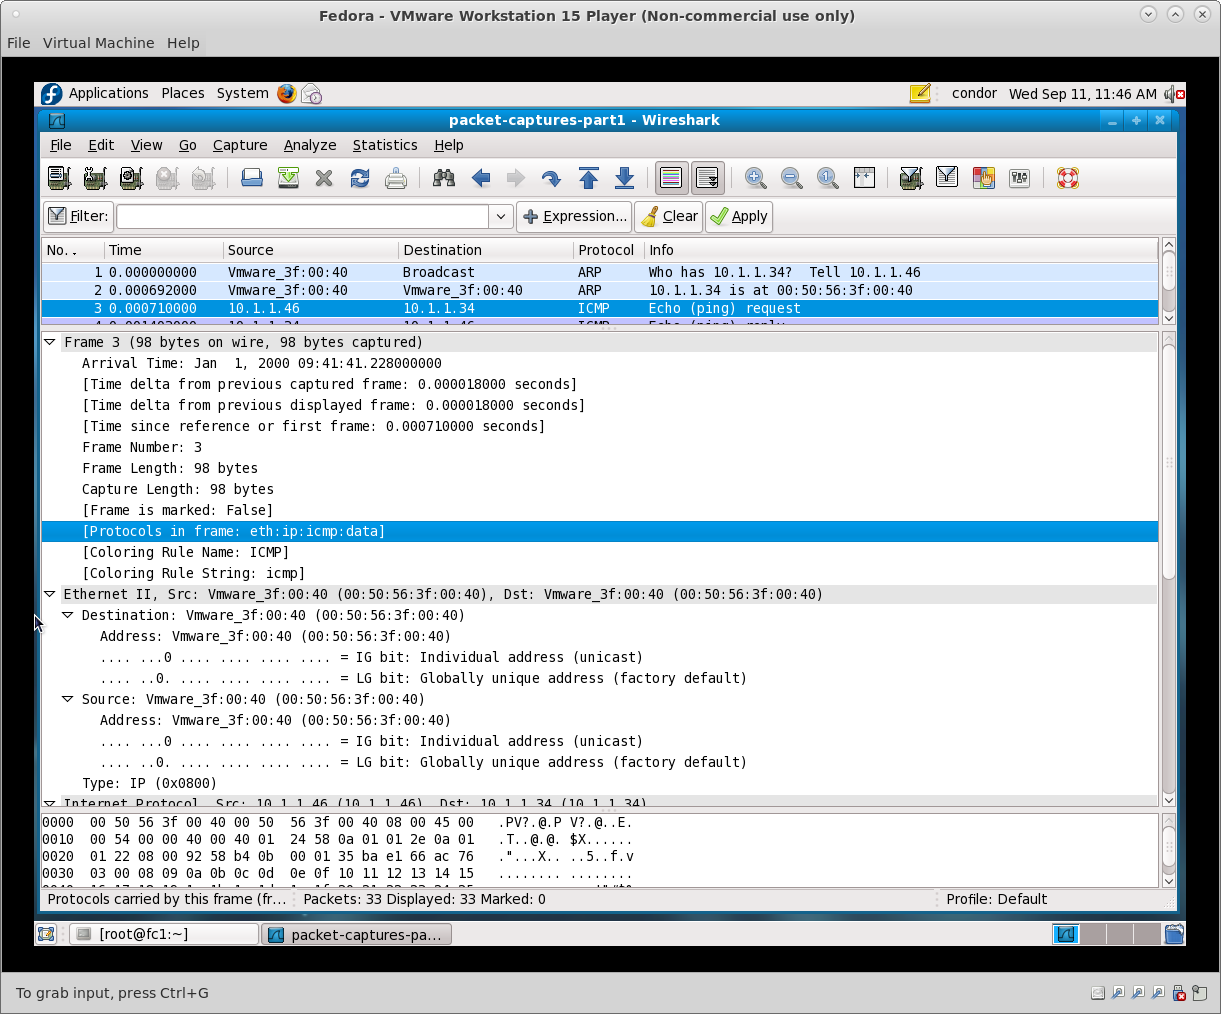 Fedora - VMware Workstation 15 Player (Non-commercial use only)
File Virtual Machine Help
Applications Places System condor Wed Sep 11, 11:46 AM
packet-captures-part1 - Wireshark
File Edit View Go Capture Analyze Statistics Help
Filter: Expression... Clear Apply
No. . Time Source Destination Protocol Info
1 0.000000000 Vmware_3f:00:40 Broadcast ARP Who has 10.1.1.34? Tell 10.1.1.46
2 0.000692000 Vmware_3f:00:40 Vmware_3f:00:40 ARP 10.1.1.34 is at 00:50:56:3f:00:40
3 0.000710000 10.1.1.46 10.1.1.34 ICMP Echo (ping) request
Frame 3 (98 bytes on wire, 98 bytes captured)
Arrival Time: Jan  1, 2000 09:41:41.228000000
[Time delta from previous captured frame: 0.000018000 seconds]
[Time delta from previous displayed frame: 0.000018000 seconds]
[Time since reference or first frame: 0.000710000 seconds]
Frame Number: 3
Frame Length: 98 bytes
Capture Length: 98 bytes
[Frame is marked: False]
[Protocols in frame: eth:ip:icmp:data]
[Coloring Rule Name: ICMP]
[Coloring Rule String: icmp]
Ethernet II, Src: Vmware_3f:00:40 (00:50:56:3f:00:40), Dst: Vmware_3f:00:40 (00:50:56:3f:00:40)
Destination: Vmware_3f:00:40 (00:50:56:3f:00:40)
Address: Vmware_3f:00:40 (00:50:56:3f:00:40)
.... ...0 .... .... .... .... = IG bit: Individual address (unicast)
.... ..0. .... .... .... .... = LG bit: Globally unique address (factory default)
Source: Vmware_3f:00:40 (00:50:56:3f:00:40)
Address: Vmware_3f:00:40 (00:50:56:3f:00:40)
.... ...0 .... .... .... .... = IG bit: Individual address (unicast)
.... ..0. .... .... .... .... = LG bit: Globally unique address (factory default)
Type: IP (0x0800)
Internet Protocol, Src: 10.1.1.46 (10.1.1.46), Dst: 10.1.1.34 (10.1.1.34)
0000 00 50 56 3f 00 40 00 50 56 3f 00 40 08 00 45 00 .PV?.@.P V?.@..E.
0010 00 54 00 00 40 00 40 01 24 58 0a 01 01 2e 0a 01 .T..@.@. $X......
0020 01 22 08 00 92 58 b4 0b 00 01 35 ba e1 66 ac 76 ."...X.. ..5..f.v
0030 03 00 08 09 0a 0b 0c 0d 0e 0f 10 11 12 13 14 15 ........ ........
Protocols carried by this frame (fr... Packets: 33 Displayed: 33 Marked: 0 Profile: Default
[root@fc1:~] packet-captures-pa...
To grab input, press Ctrl+G